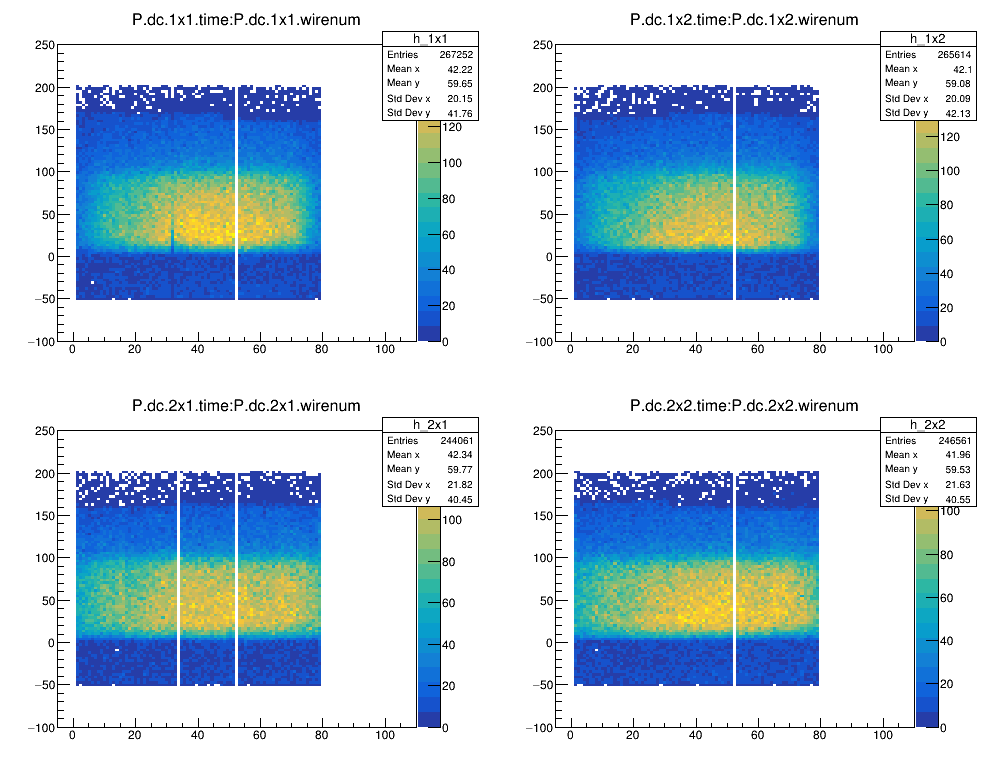 P.dc.1x1.time:P.dc.1x1.wirenum
h_1x1
Entries 267252
Mean x 42.22
Mean y 59.65
Std Dev x 20.15
Std Dev y 41.76
250
200
150
100
50
0
−50
−100
0 20 40 60 80 100
120
100
80
60
40
20
0
P.dc.1x2.time:P.dc.1x2.wirenum
h_1x2
Entries 265614
Mean x 42.1
Mean y 59.08
Std Dev x 20.09
Std Dev y 42.13
250
200
150
100
50
0
−50
−100
0 20 40 60 80 100
120
100
80
60
40
20
0
P.dc.2x1.time:P.dc.2x1.wirenum
h_2x1
Entries 244061
Mean x 42.34
Mean y 59.77
Std Dev x 21.82
Std Dev y 40.45
250
200
150
100
50
0
−50
−100
0 20 40 60 80 100
100
80
60
40
20
0
P.dc.2x2.time:P.dc.2x2.wirenum
h_2x2
Entries 246561
Mean x 41.96
Mean y 59.53
Std Dev x 21.63
Std Dev y 40.55
250
200
150
100
50
0
−50
−100
0 20 40 60 80 100
100
80
60
40
20
0